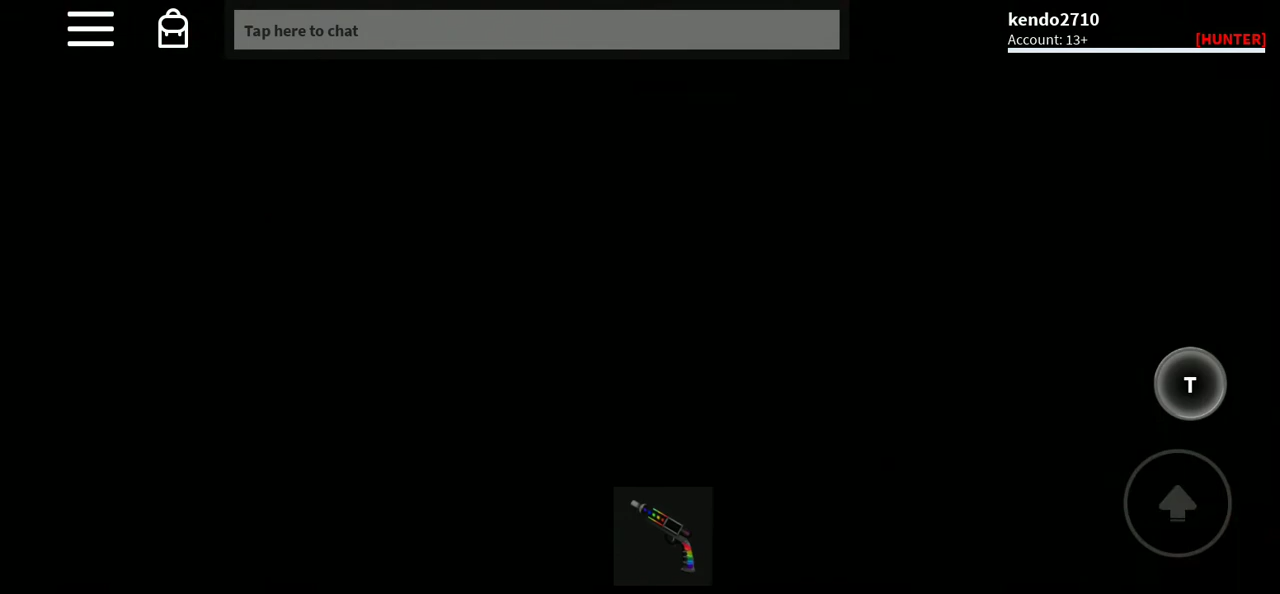 Tap here to chat
kendo2710
Account: 13+
[HUNTER]
T